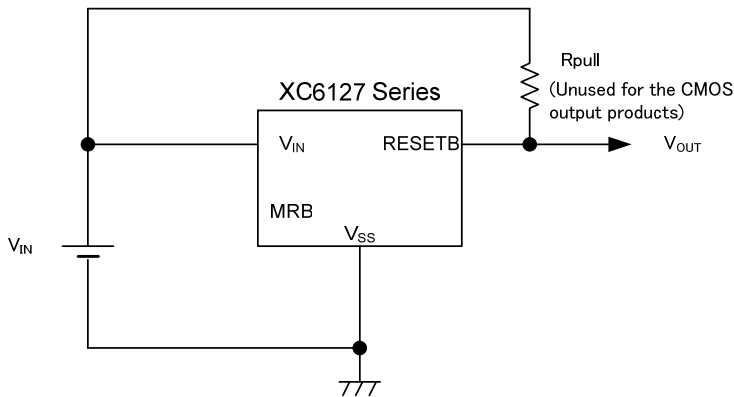 Rpull
(Unused for the CMOS
output products)
XC6127 Series
VIN
RESETB
VOUT
MRB
VSS
VIN